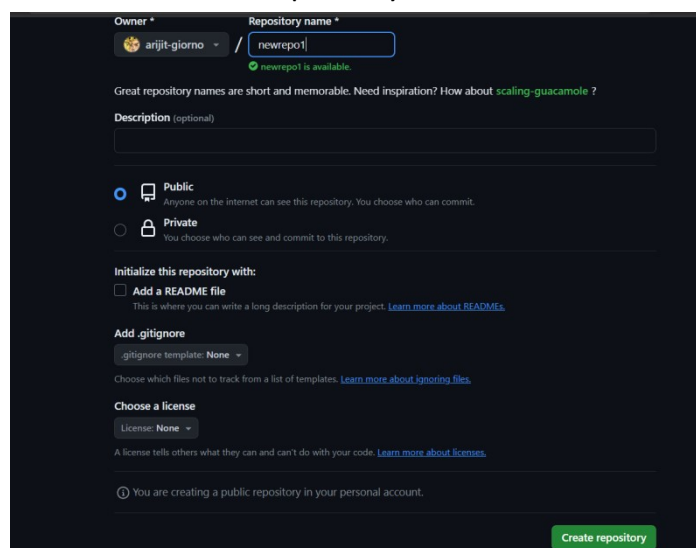 Owner * Repository name *
arijit-giorno / newrepo1
newrepo1 is available.
Great repository names are short and memorable. Need inspiration? How about scaling-guacamole ?
Description (optional)
Public
Anyone on the internet can see this repository. You choose who can commit.
Private
You choose who can see and commit to this repository.
Initialize this repository with:
Add a README file
This is where you can write a long description for your project. Learn more about READMEs.
Add .gitignore
.gitignore template: None
Choose which files not to track from a list of templates. Learn more about ignoring files.
Choose a license
License: None
A license tells others what they can and can't do with your code. Learn more about licenses.
You are creating a public repository in your personal account.
Create repository